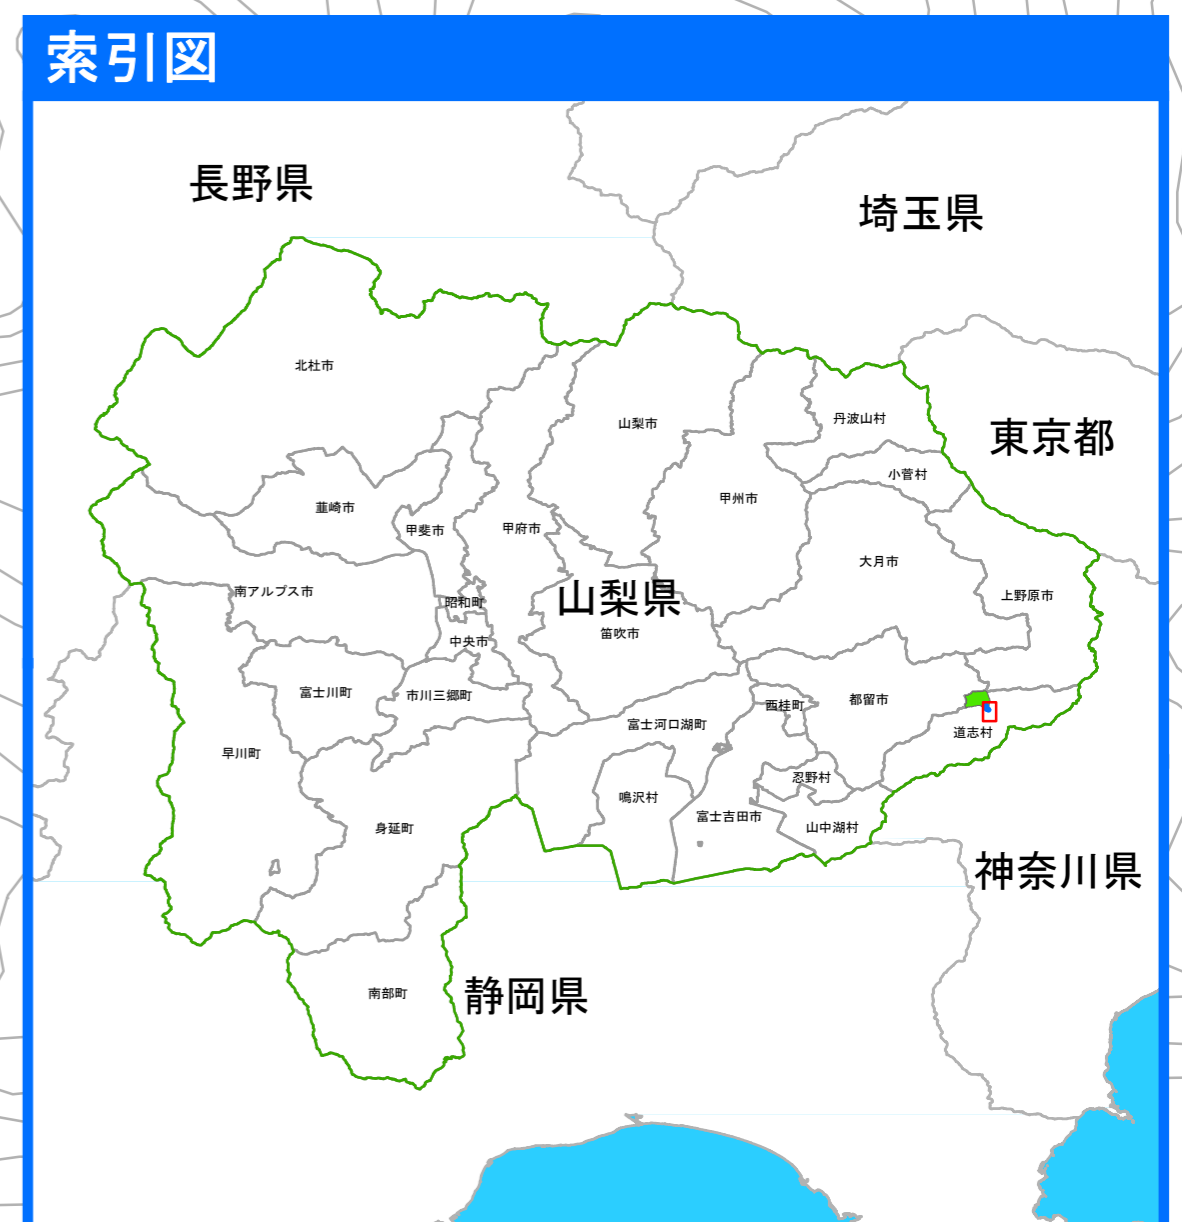 索引図
長野県
埼玉県
北杜市
山梨市
丹波山村
東京都
小菅村
甲州市
韮崎市
甲府市
甲斐市
大月市
南アルプス市
上野原市
山梨県
昭和町
笛吹市
中央市
富士川町
市川三郷町
都留市
西桂町
富士河口湖町
道志村
早川町
忍野村
鳴沢村
富士吉田市
身延町
山中湖村
神奈川県
南部町
静岡県